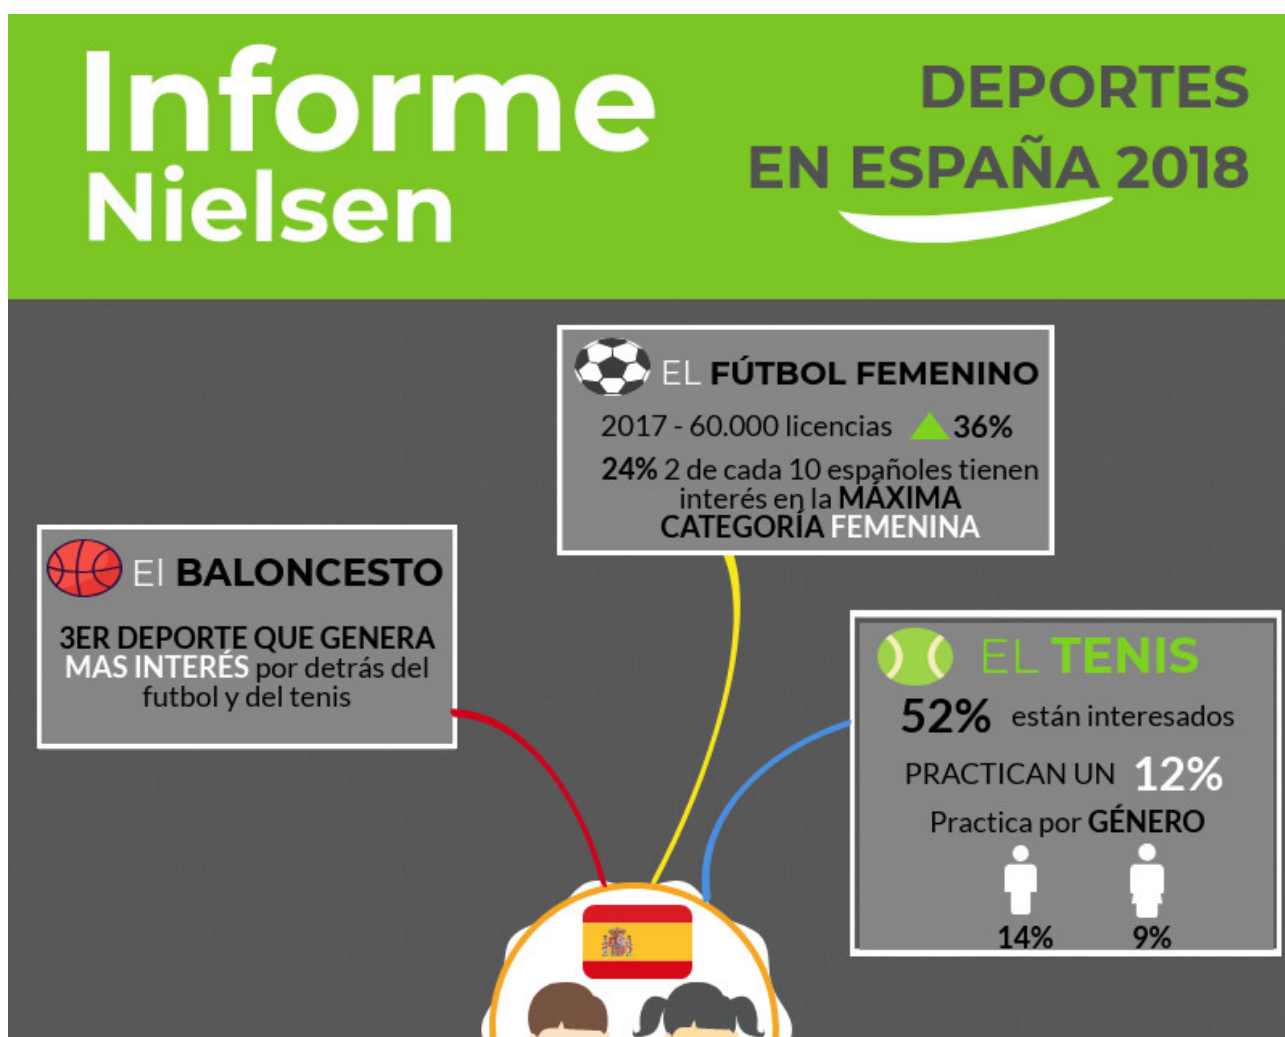 Informe
Nielsen
DEPORTES
EN ESPAÑA 2018
EL FÚTBOL FEMENINO
2017 - 60.000 licencias 36%
24% 2 de cada 10 españoles tienen
interés en la MÁXIMA
CATEGORÍA FEMENINA
El BALONCESTO
3ER DEPORTE QUE GENERA
MAS INTERÉS por detrás del
futbol y del tenis
EL TENIS
52% están interesados
PRACTICAN UN 12%
Practica por GÉNERO
14% 9%